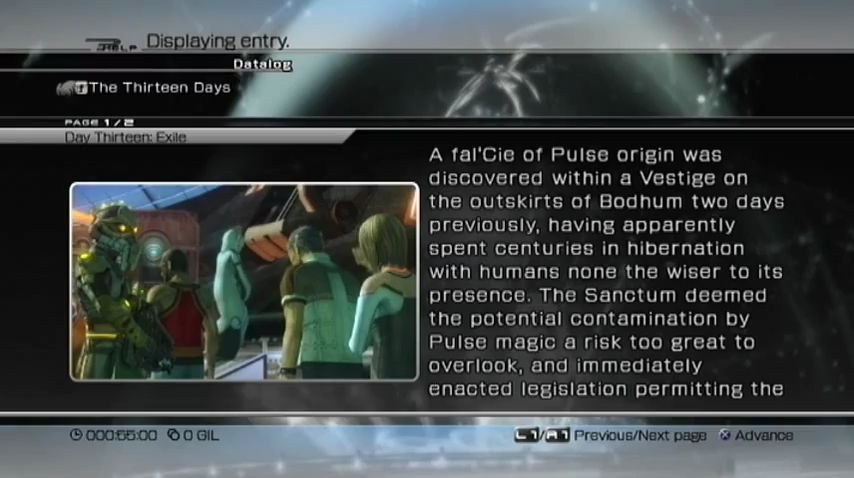 HELP Displaying entry.
Datalog
The Thirteen Days
PAGE 1/2
Day Thirteen: Exile
A fal'Cie of Pulse origin was
discovered within a Vestige on
the outskirts of Bodhum two days
previously, having apparently
spent centuries in hibernation
with humans none the wiser to its
presence. The Sanctum deemed
the potential contamination by
Pulse magic a risk too great to
overlook, and immediately
enacted legislation permitting the
000:55:00 0 GIL
L1/R1 Previous/Next page Advance